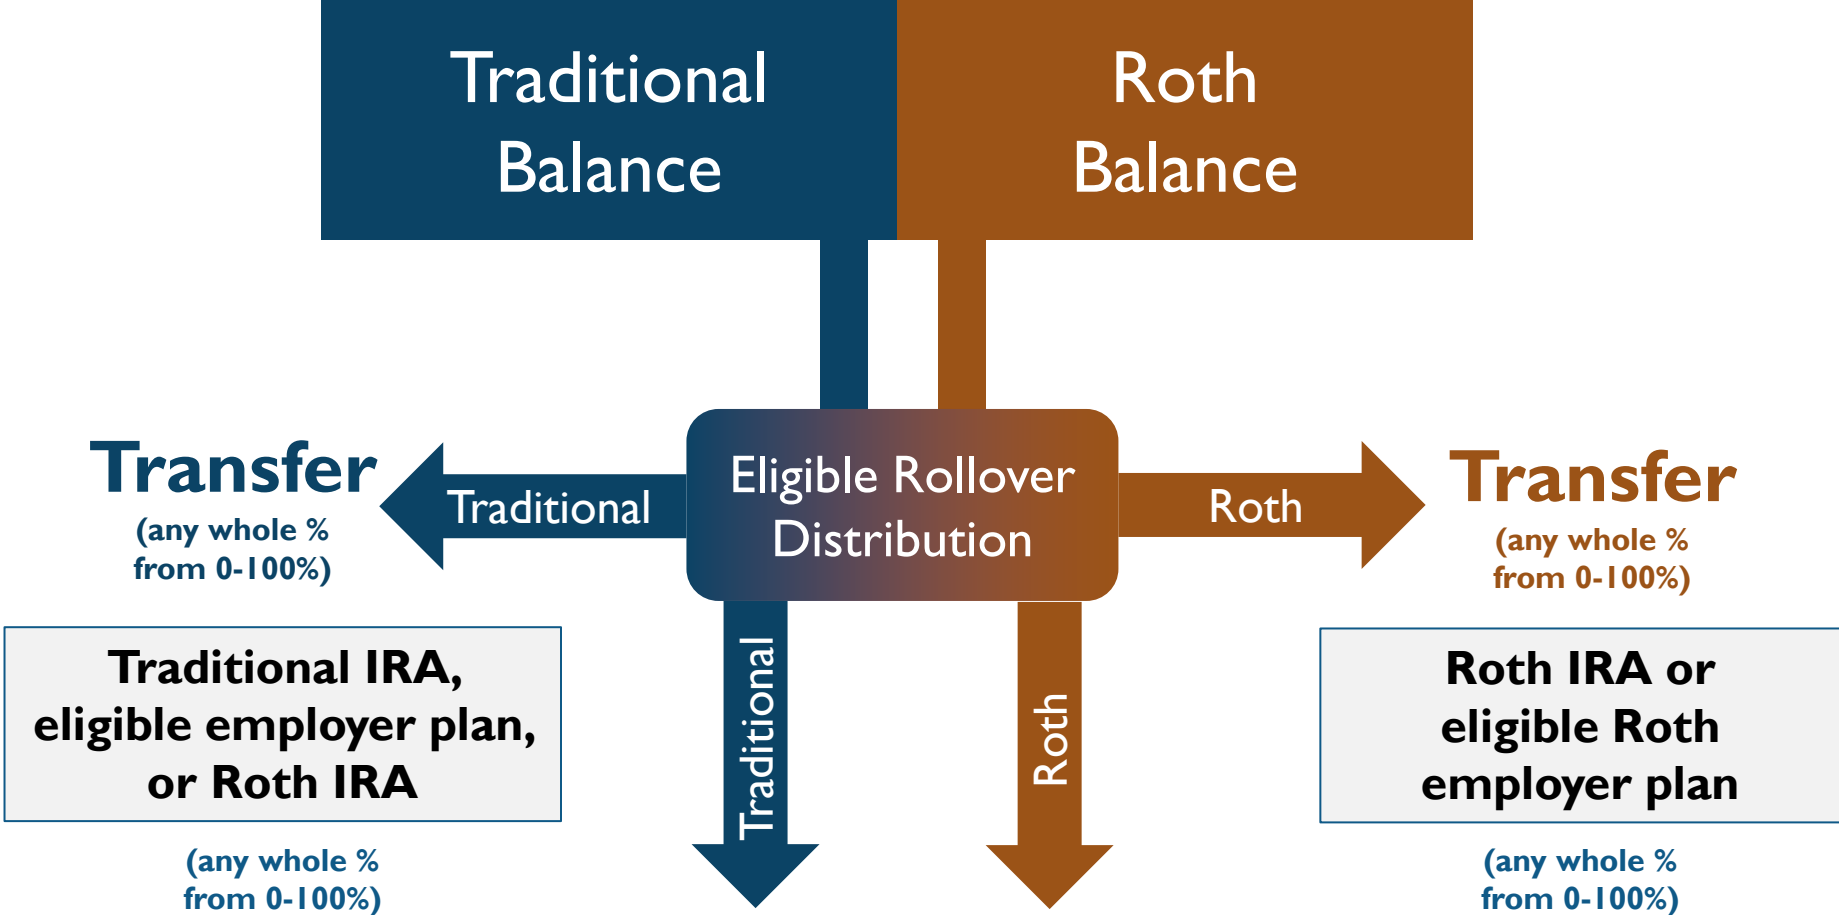 Traditional
Balance
Roth
Balance
Transfer
(any whole %
from 0-100%)
Traditional
Eligible Rollover
Distribution
Roth
Transfer
(any whole %
from 0-100%)
Traditional IRA,
eligible employer plan,
or Roth IRA
(any whole %
from 0-100%)
Traditional
Roth
Roth IRA or
eligible Roth
employer plan
(any whole %
from 0-100%)